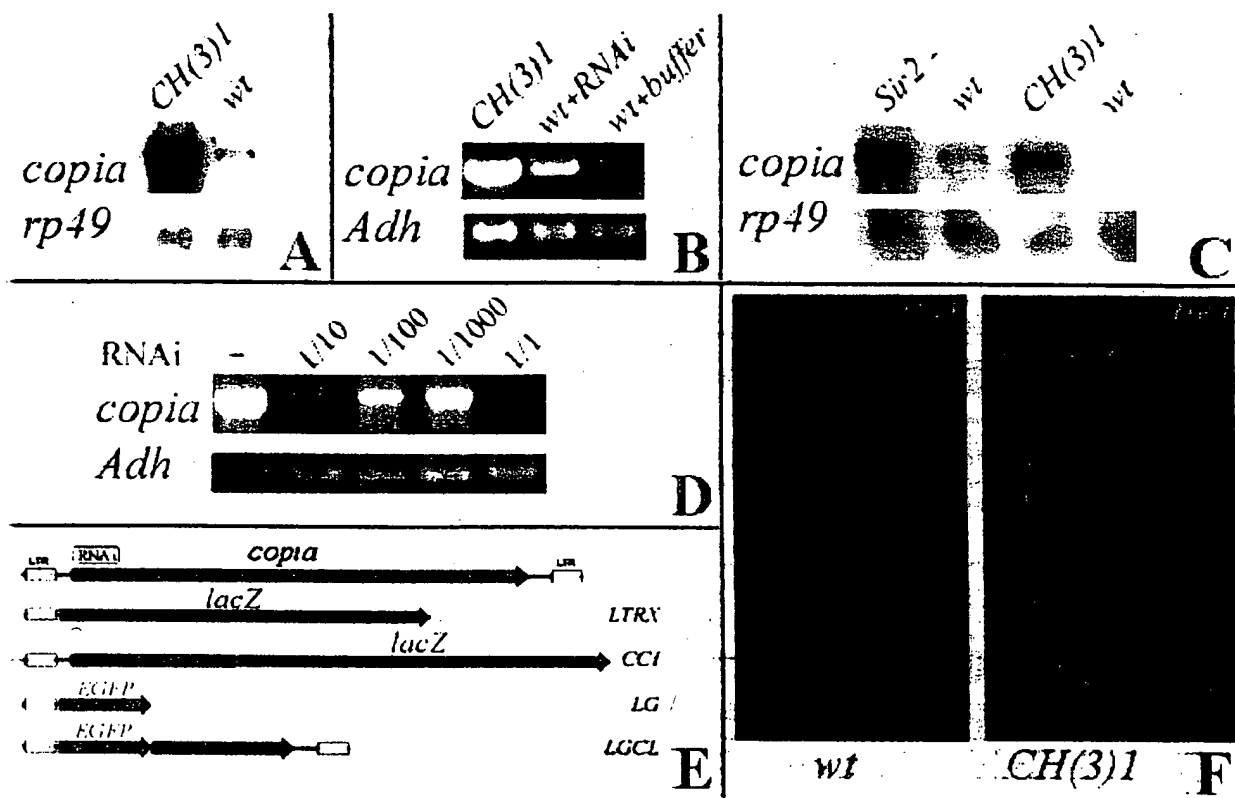 CH(3)1 wt
copia
rp49
A
CH(3)1 wt+RNAi wt+buffer
copia
Adh
B
Sir2 - wt CH(3)1 wt
copia
rp49
C
RNAi - 1/10 1/100 1/1000 1/1
copia
Adh
D
LTR RNAi copia LTR
lacZ
LTRX
lacZ
CC1
EGFP
LG
EGFP
LGCL
E
wt CH(3)1
F